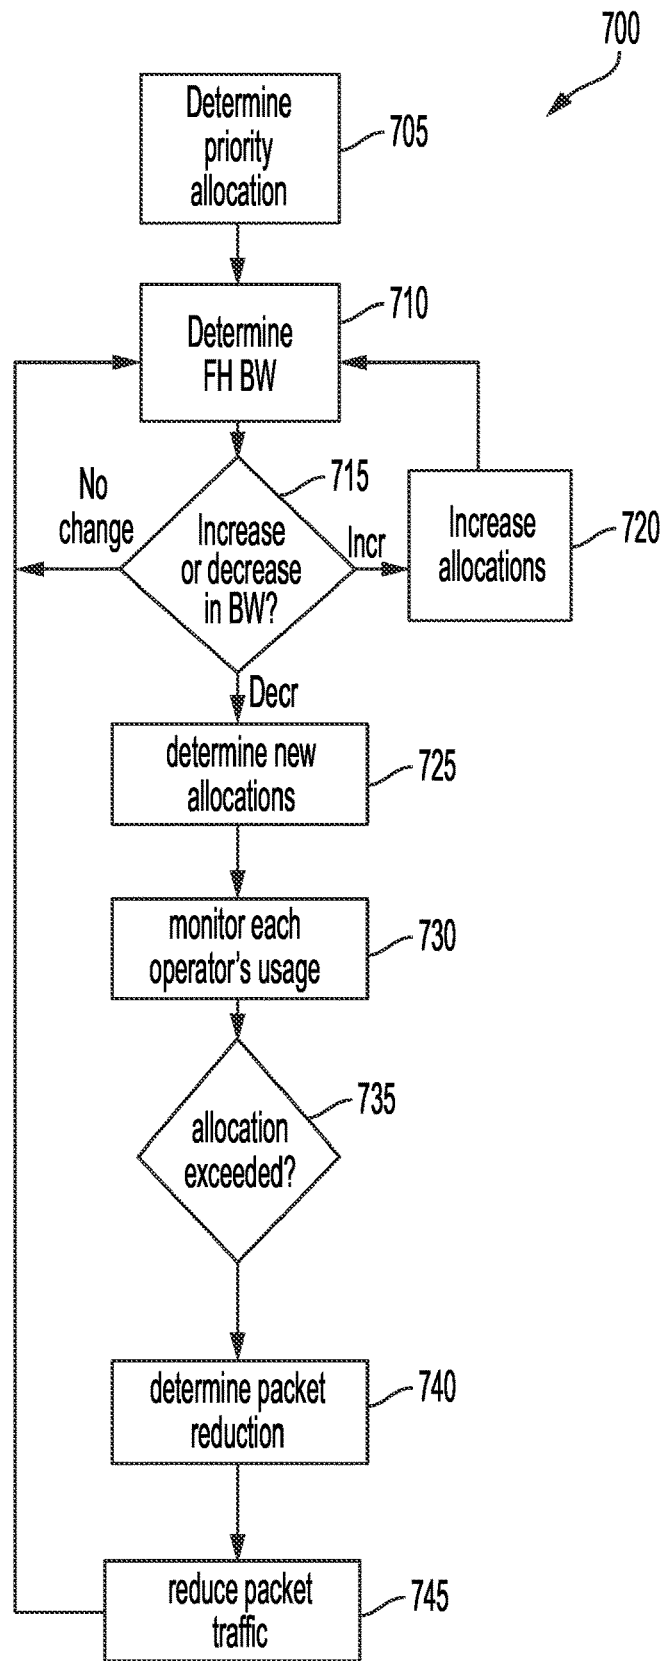 700
Determine
priority
allocation
705
Determine
FH BW
710
715
No
change
Increase
or decrease
in BW?
Incr
Increase
allocations
720
Decr
determine new
allocations
725
monitor each
operator's usage
730
allocation
exceeded?
735
determine packet
reduction
740
reduce packet
traffic
745